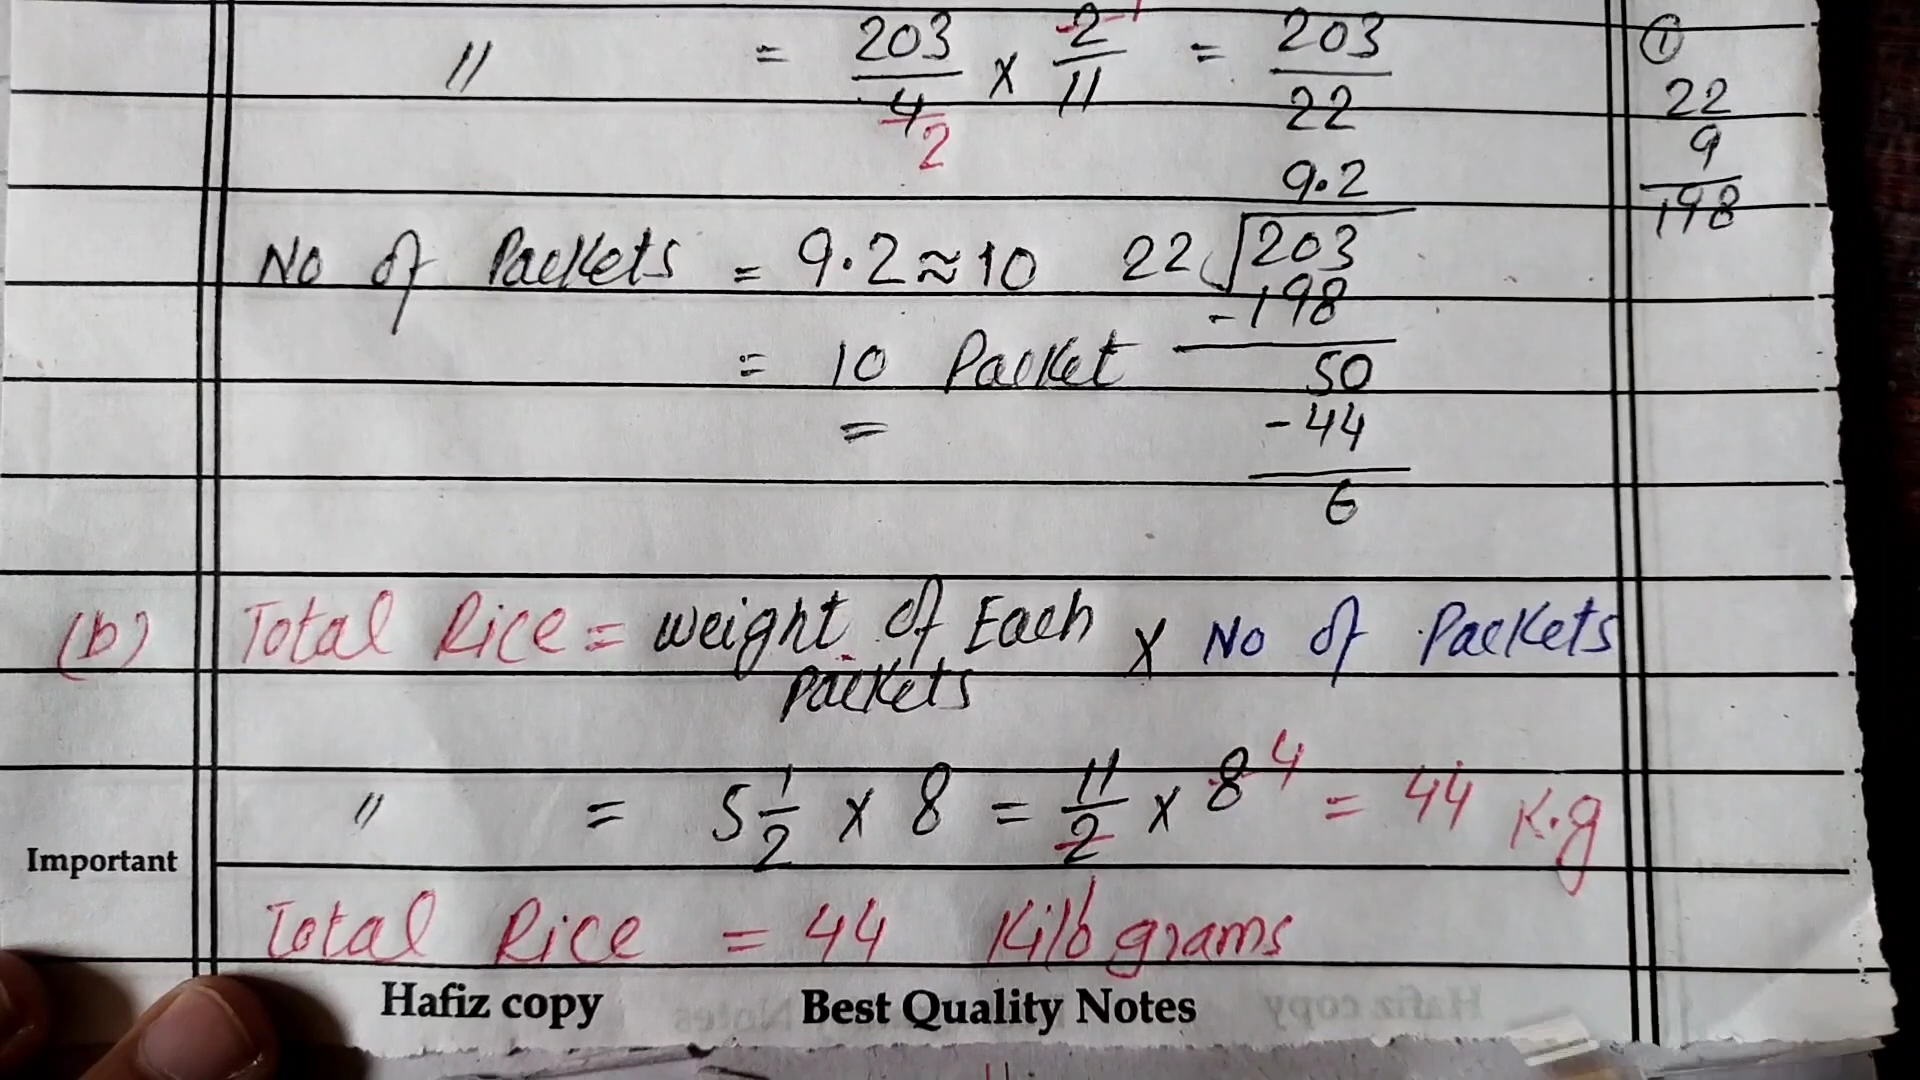 〃 = 203/4 × 2/11 = 203/22
1
2
①
22
9
198
9.2
No of Packets = 9.2 ≈ 10 22 √203
-198
= 10 Packet 50
= -44
6
(b) Total Rice = weight of Each packets × No of Packets
〃 = 5 1/2 × 8 = 11/2 × 8 4 = 44 K.g
Important
Total Rice = 44 Kilograms
Hafiz copy Best Quality Notes